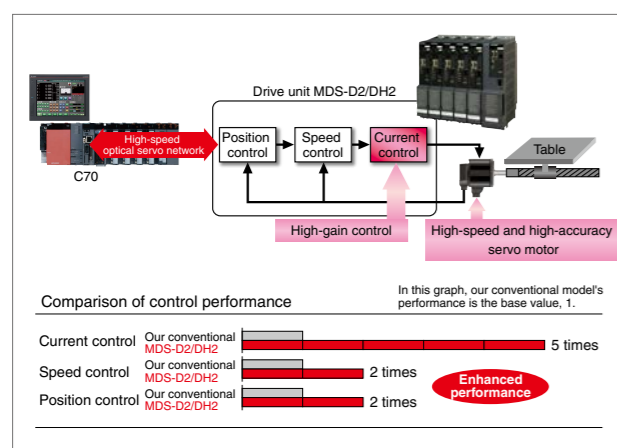 Drive unit MDS-D2/DH2
High-speed
optical servo network
Position
control
Speed
control
Current
control
Table
C70
High-gain control
High-speed and high-accuracy
servo motor
Comparison of control performance
In this graph, our conventional model's
performance is the base value, 1.
Current control
Our conventional
MDS-D2/DH2
5 times
Speed control
Our conventional
MDS-D2/DH2
2 times
Position control
Our conventional
MDS-D2/DH2
2 times
Enhanced
performance